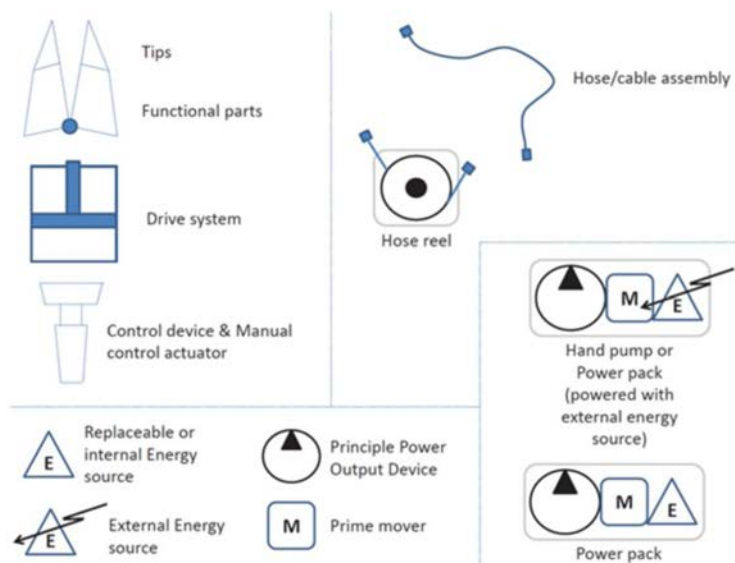 Tips
Functional parts
Drive system
Control device & Manual
control actuator
Hose/cable assembly
Hose reel
M
E
Hand pump or
Power pack
(powered with
external energy
source)
M
E
Power pack
E
Replaceable or
internal Energy
source
Principle Power
Output Device
E
External Energy
source
M
Prime mover